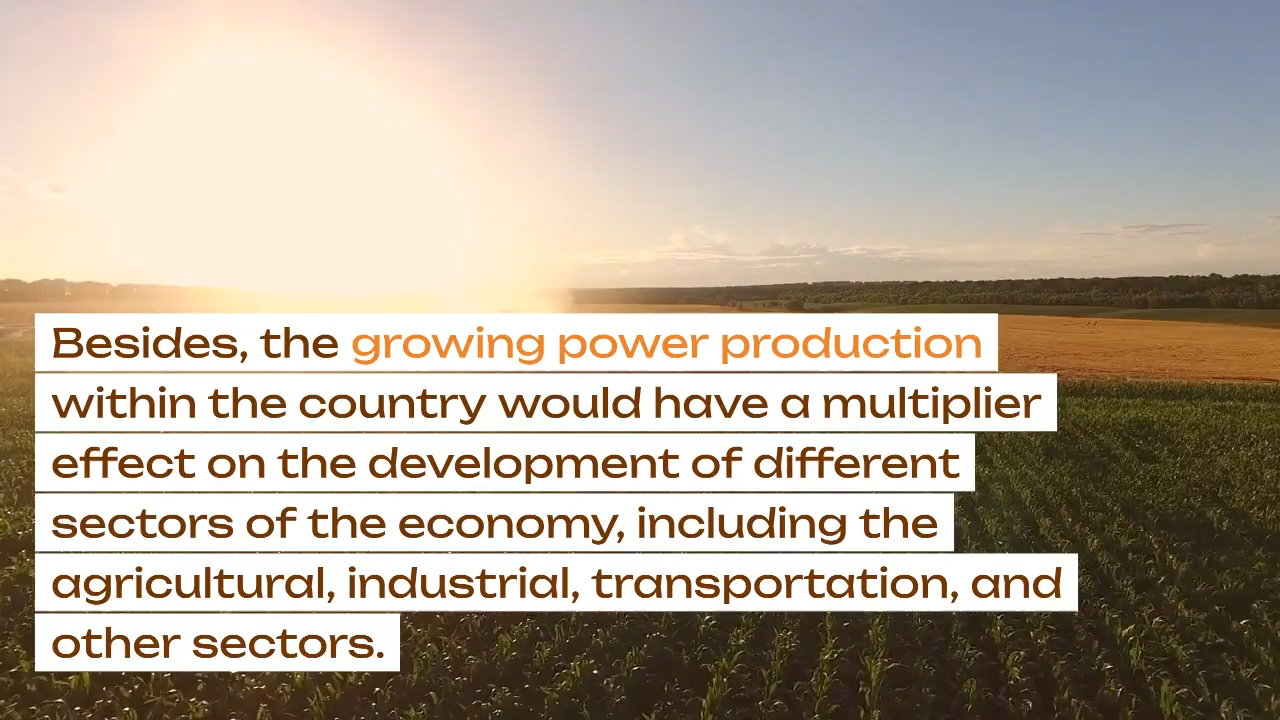 Besides, the growing power production
within the country would have a multiplier
effect on the development of different
sectors of the economy, including the
agricultural, industrial, transportation, and
other sectors.